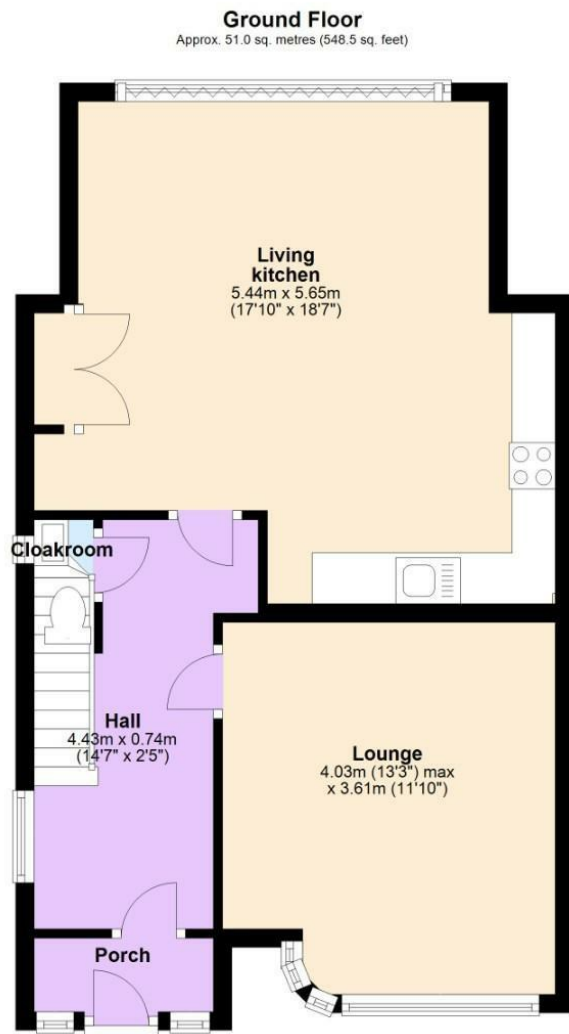 Ground Floor
Approx. 51.0 sq. metres (548.5 sq. feet)
Living
kitchen
5.44m x 5.65m
(17'10" x 18'7")
Cloakroom
Hall
4.43m x 0.74m
(14'7" x 2'5")
Lounge
4.03m (13'3") max
x 3.61m (11'10")
Porch